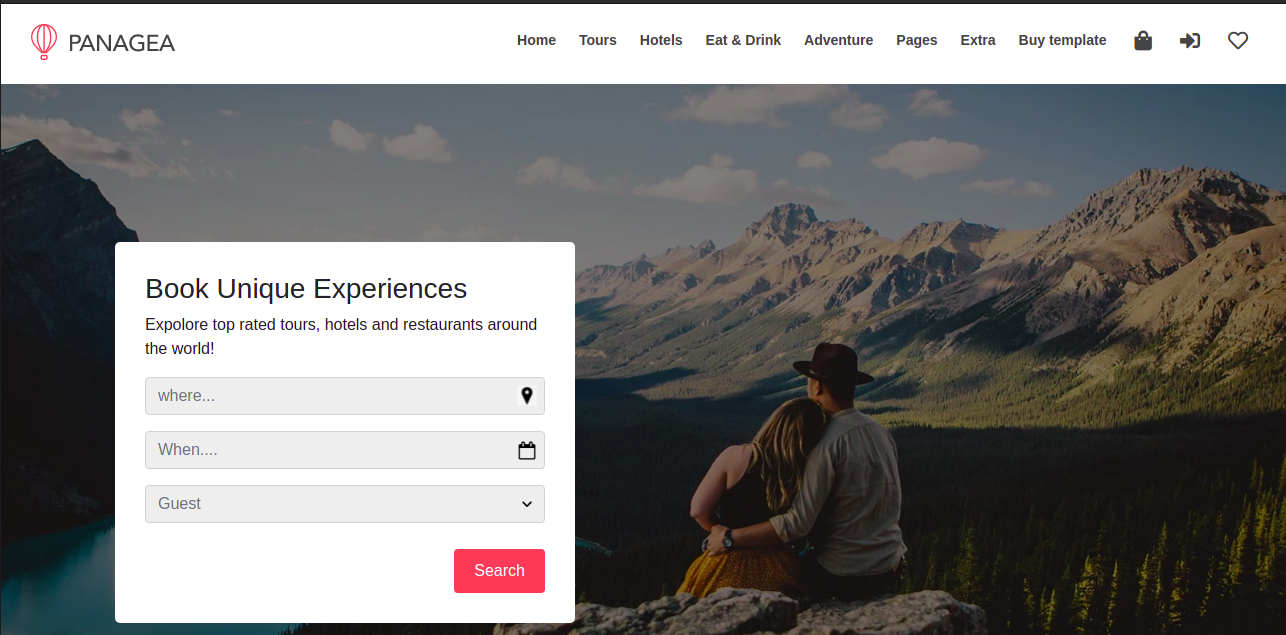 PANAGEA
Home Tours Hotels Eat & Drink Adventure Pages Extra Buy template
Book Unique Experiences
Expolore top rated tours, hotels and restaurants around
the world!
where...
When....
Guest
Search